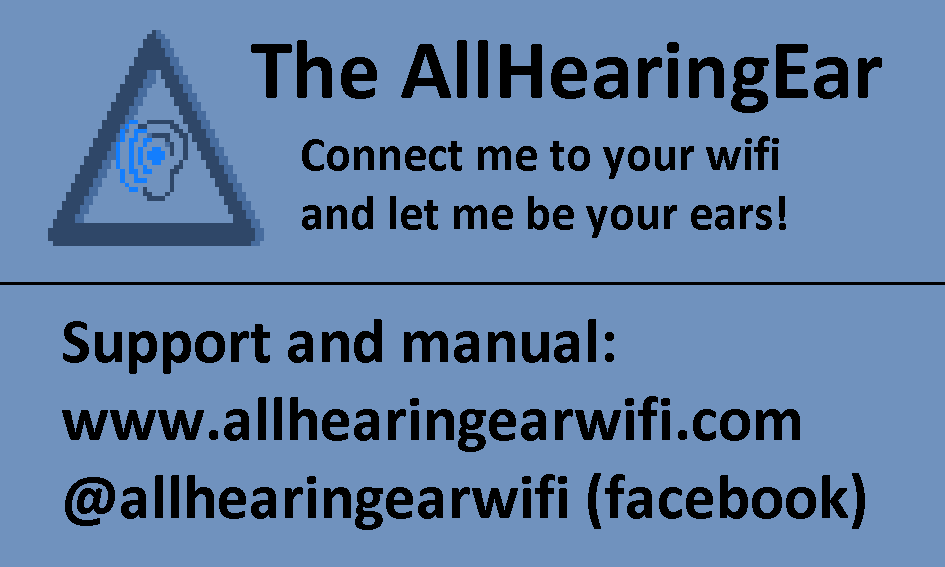 The AllHearingEar
Connect me to your wifi
and let me be your ears!
Support and manual:
www.allhearingearwifi.com
@allhearingearwifi (facebook)